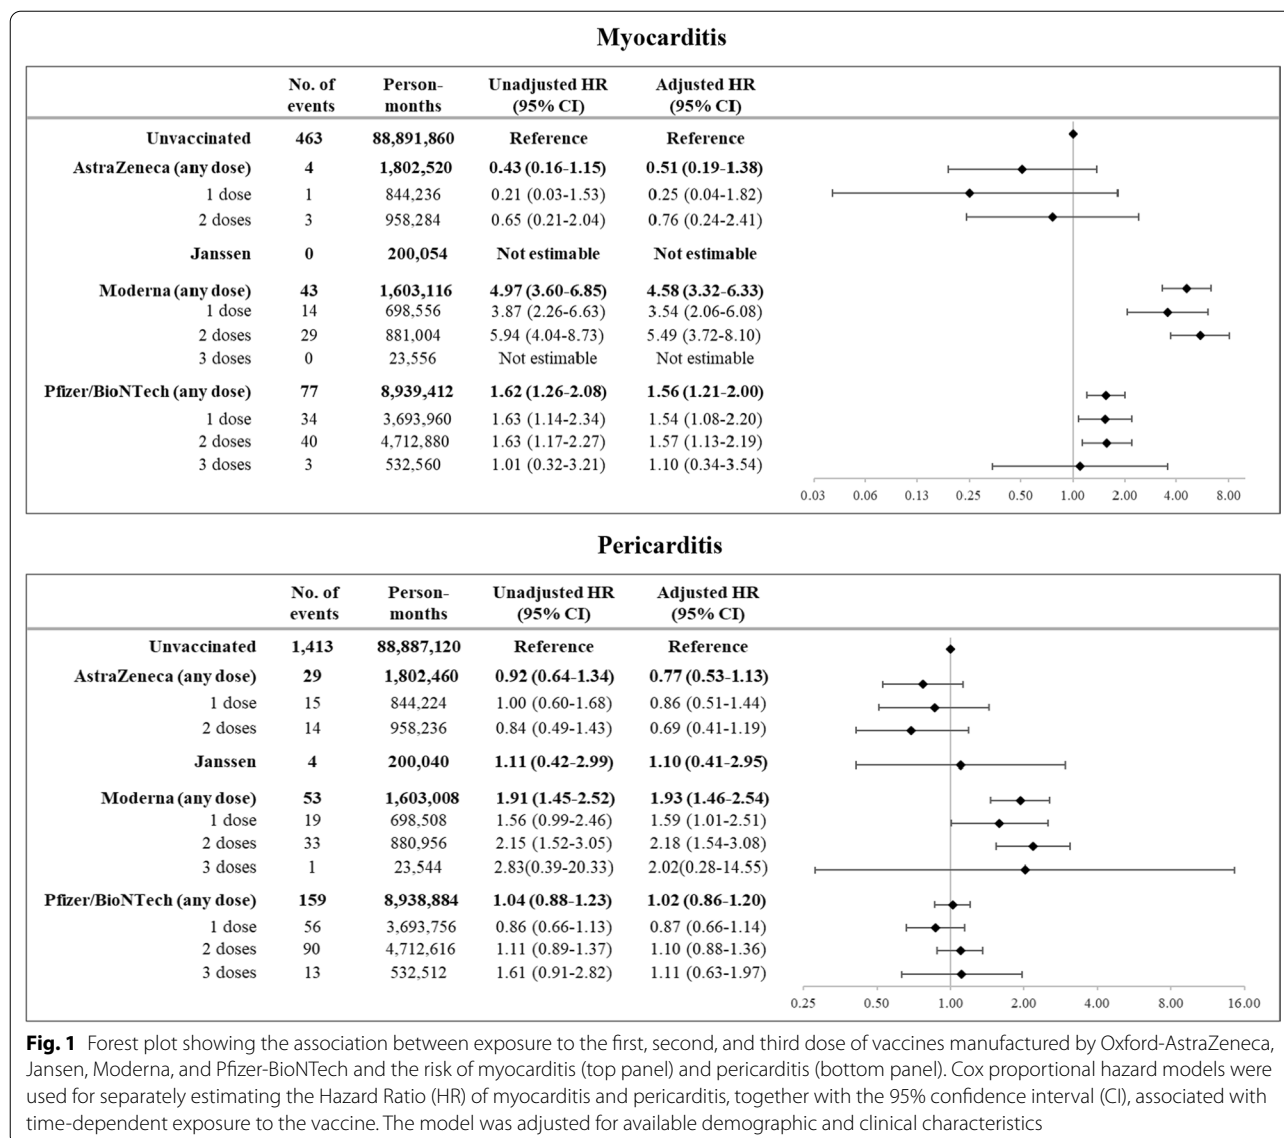 Myocarditis
No. of events Person-months Unadjusted HR (95% CI) Adjusted HR (95% CI)
Unvaccinated 463 88,891,860 Reference Reference
AstraZeneca (any dose) 4 1,802,520 0.43 (0.16-1.15) 0.51 (0.19-1.38)
1 dose 1 844,236 0.21 (0.03-1.53) 0.25 (0.04-1.82)
2 doses 3 958,284 0.65 (0.21-2.04) 0.76 (0.24-2.41)
Janssen 0 200,054 Not estimable Not estimable
Moderna (any dose) 43 1,603,116 4.97 (3.60-6.85) 4.58 (3.32-6.33)
1 dose 14 698,556 3.87 (2.26-6.63) 3.54 (2.06-6.08)
2 doses 29 881,004 5.94 (4.04-8.73) 5.49 (3.72-8.10)
3 doses 0 23,556 Not estimable Not estimable
Pfizer/BioNTech (any dose) 77 8,939,412 1.62 (1.26-2.08) 1.56 (1.21-2.00)
1 dose 34 3,693,960 1.63 (1.14-2.34) 1.54 (1.08-2.20)
2 doses 40 4,712,880 1.63 (1.17-2.27) 1.57 (1.13-2.19)
3 doses 3 532,560 1.01 (0.32-3.21) 1.10 (0.34-3.54)
0.03 0.06 0.13 0.25 0.50 1.00 2.00 4.00 8.00
Pericarditis
No. of events Person-months Unadjusted HR (95% CI) Adjusted HR (95% CI)
Unvaccinated 1,413 88,887,120 Reference Reference
AstraZeneca (any dose) 29 1,802,460 0.92 (0.64-1.34) 0.77 (0.53-1.13)
1 dose 15 844,224 1.00 (0.60-1.68) 0.86 (0.51-1.44)
2 doses 14 958,236 0.84 (0.49-1.43) 0.69 (0.41-1.19)
Janssen 4 200,040 1.11 (0.42-2.99) 1.10 (0.41-2.95)
Moderna (any dose) 53 1,603,008 1.91 (1.45-2.52) 1.93 (1.46-2.54)
1 dose 19 698,508 1.56 (0.99-2.46) 1.59 (1.01-2.51)
2 doses 33 880,956 2.15 (1.52-3.05) 2.18 (1.54-3.08)
3 doses 1 23,544 2.83(0.39-20.33) 2.02(0.28-14.55)
Pfizer/BioNTech (any dose) 159 8,938,884 1.04 (0.88-1.23) 1.02 (0.86-1.20)
1 dose 56 3,693,756 0.86 (0.66-1.13) 0.87 (0.66-1.14)
2 doses 90 4,712,616 1.11 (0.89-1.37) 1.10 (0.88-1.36)
3 doses 13 532,512 1.61 (0.91-2.82) 1.11 (0.63-1.97)
0.25 0.50 1.00 2.00 4.00 8.00 16.00
Fig. 1 Forest plot showing the association between exposure to the first, second, and third dose of vaccines manufactured by Oxford-AstraZeneca,
Jansen, Moderna, and Pfizer-BioNTech and the risk of myocarditis (top panel) and pericarditis (bottom panel). Cox proportional hazard models were
used for separately estimating the Hazard Ratio (HR) of myocarditis and pericarditis, together with the 95% confidence interval (CI), associated with
time-dependent exposure to the vaccine. The model was adjusted for available demographic and clinical characteristics